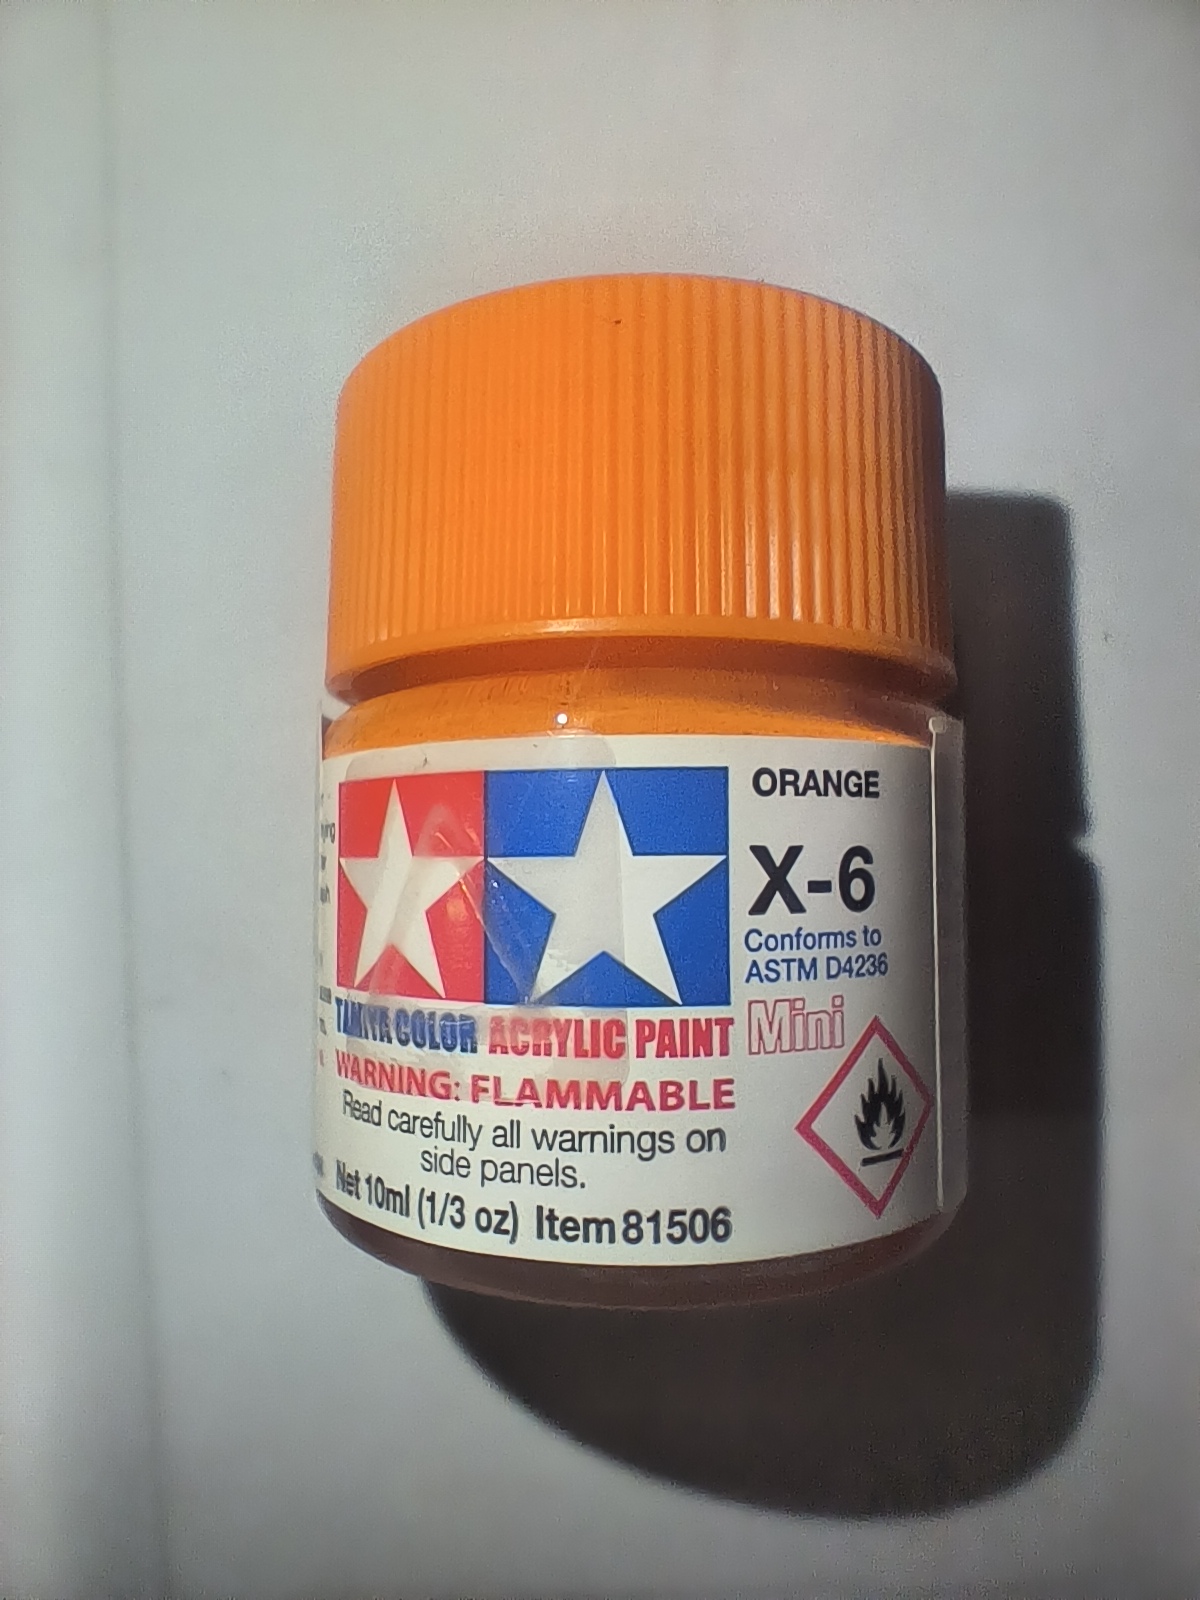 ORANGE
X-6
Conforms to
ASTM D4236
TAMIYA COLOR ACRYLIC PAINT Mini
WARNING: FLAMMABLE
Read carefully all warnings on
side panels.
Net 10ml (1/3 oz) Item 81506